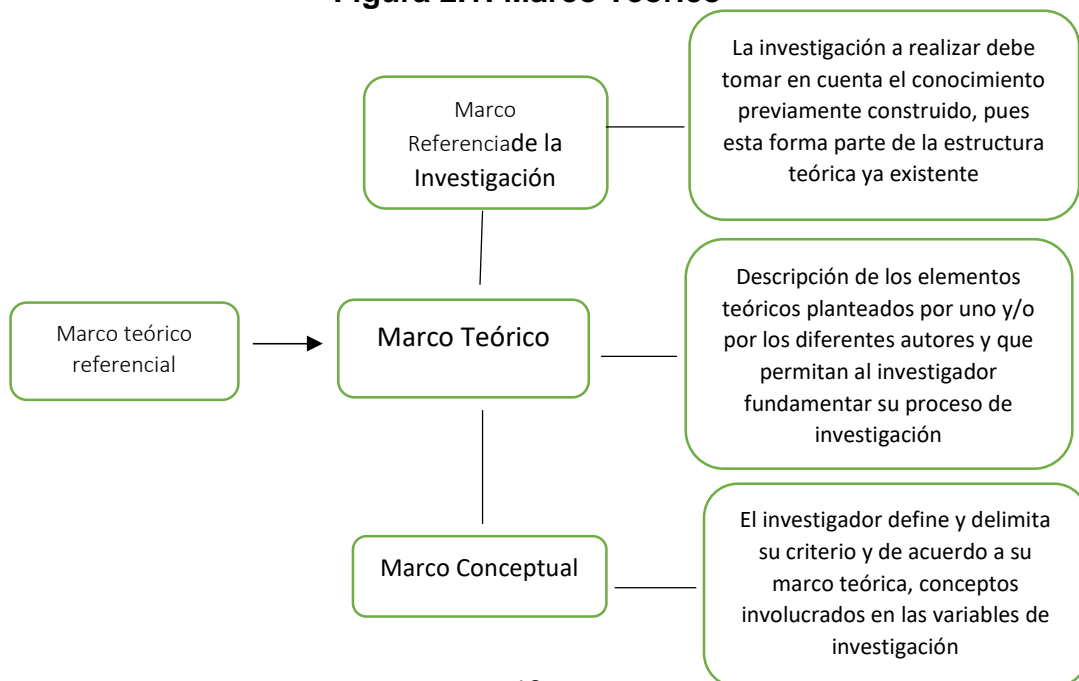 Marco
Referenciade la
Investigación
La investigación a realizar debe
tomar en cuenta el conocimiento
previamente construido, pues
esta forma parte de la estructura
teórica ya existente
Marco teórico
referencial
Marco Teórico
Descripción de los elementos
teóricos planteados por uno y/o
por los diferentes autores y que
permitan al investigador
fundamentar su proceso de
investigación
Marco Conceptual
El investigador define y delimita
su criterio y de acuerdo a su
marco teórica, conceptos
involucrados en las variables de
investigación